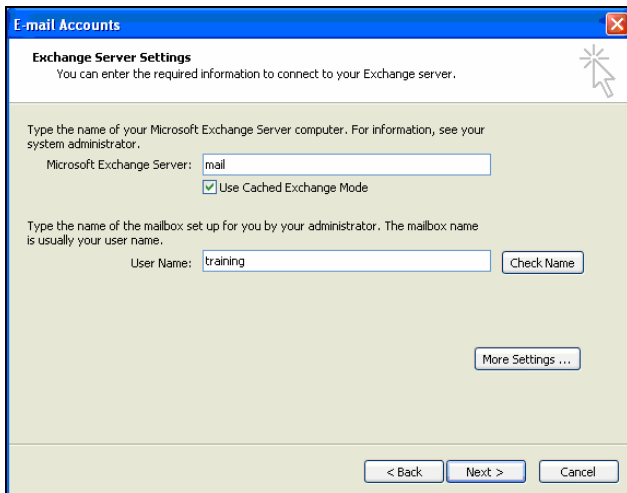 E-mail Accounts
Exchange Server Settings
You can enter the required information to connect to your Exchange server.
Type the name of your Microsoft Exchange Server computer. For information, see your
system administrator.
Microsoft Exchange Server: mail
Use Cached Exchange Mode
Type the name of the mailbox set up for you by your administrator. The mailbox name
is usually your user name.
User Name: training Check Name
More Settings ...
< Back Next > Cancel